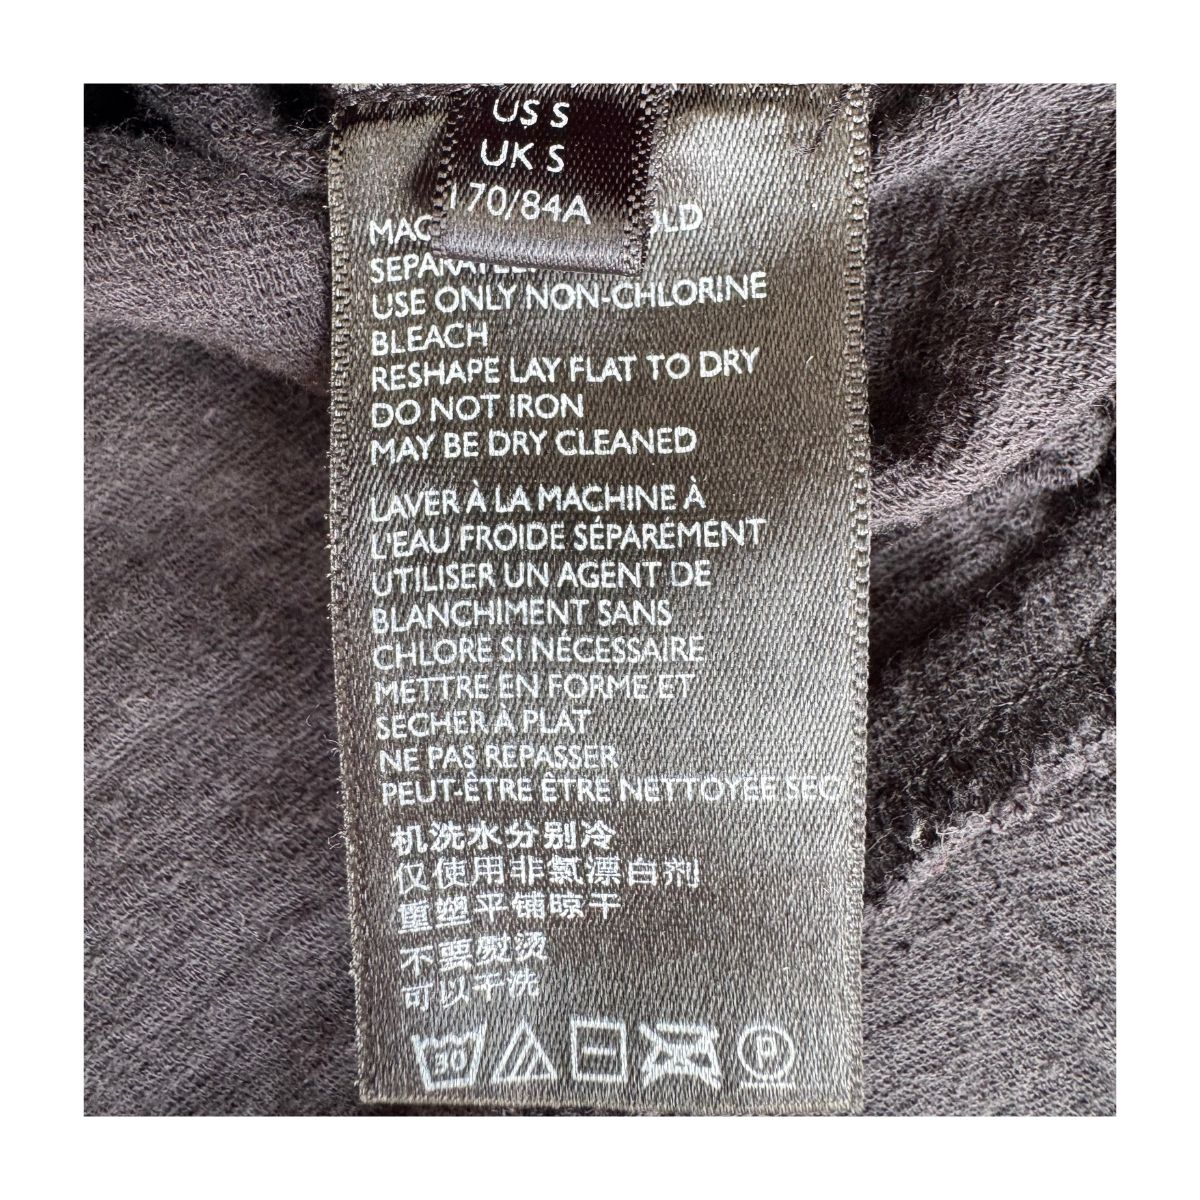 US S
UK S
170/84A
MAC OLD
SEPARATEL
USE ONLY NON-CHLORINE
BLEACH
RESHAPE LAY FLAT TO DRY
DO NOT IRON
MAY BE DRY CLEANED
LAVER À LA MACHINE À
L'EAU FROIDE SÉPARÉMENT
UTILISER UN AGENT DE
BLANCHIMENT SANS
CHLORE SI NÉCESSAIRE
METTRE EN FORME ET
SECHER À PLAT
NE PAS REPASSER
PEUT-ÊTRE ÊTRE NETTOYÉE SEC
机洗水分别冷
仅使用非氯漂白剂
重塑平铺晾干
不要熨烫
可以干洗
30 P